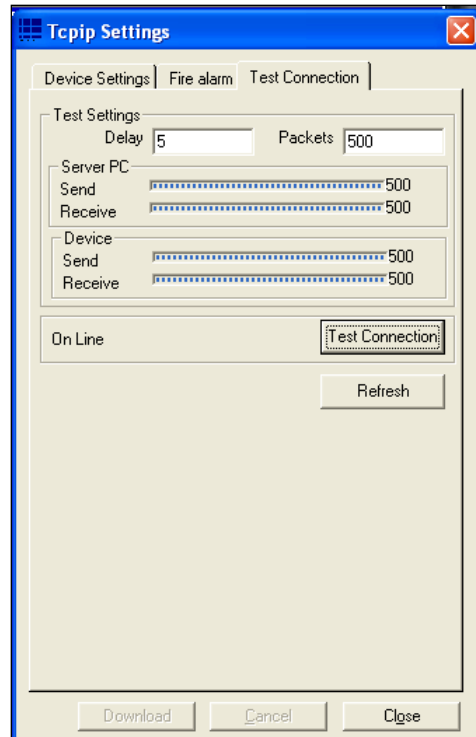 Tcpip Settings
Device Settings Fire alarm Test Connection
Test Settings
Delay 5 Packets 500
Server PC
Send 500
Receive 500
Device
Send 500
Receive 500
On Line Test Connection
Refresh
Download Cancel Close